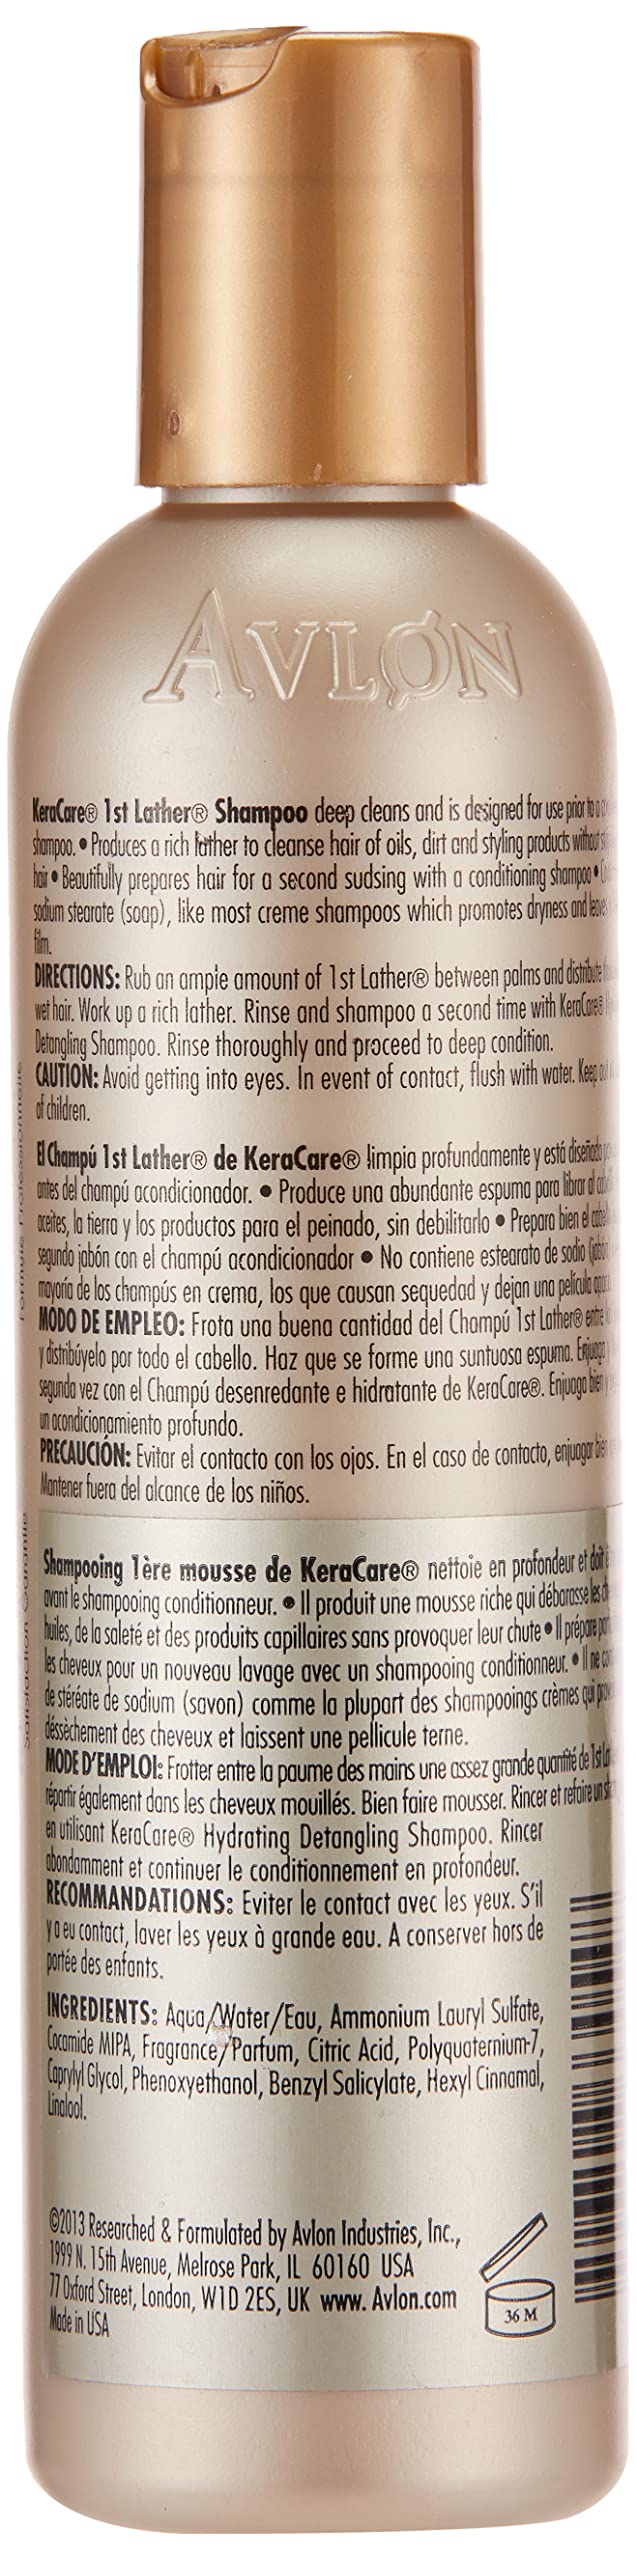 AVLON
KeraCare® 1st Lather® Shampoo deep cleans and is designed for use prior to a
shampoo. • Produces a rich lather to cleanse hair of oils, dirt and styling products without
hair • Beautifully prepares hair for a second sudsing with a conditioning shampoo •
sodium stearate (soap), like most creme shampoos which promotes dryness and leaves
film.
DIRECTIONS: Rub an ample amount of 1st Lather® between palms and distribute
wet hair. Work up a rich lather. Rinse and shampoo a second time with KeraCare®
Detangling Shampoo. Rinse thoroughly and proceed to deep condition.
CAUTION: Avoid getting into eyes. In event of contact, flush with water. Keep out
of children.
El Champú 1st Lather® de KeraCare® limpia profundamente y está diseñado
antes del champú acondicionador. • Produce una abundante espuma para librar al
aceites, la tierra y los productos para el peinado, sin debilitarlo • Prepara bien el cabello
segundo jabón con el champú acondicionador • No contiene estearato de sodio (jabón)
mayoría de los champús en crema, los que causan sequedad y dejan una película
MODO DE EMPLEO: Frota una buena cantidad del Champú 1st Lather® entre
y distribúyelo por todo el cabello. Haz que se forme una suntuosa espuma. Enjuaga y
segunda vez con el Champú desenredante e hidratante de KeraCare®. Enjuaga bien y
un acondicionamiento profundo.
PRECAUCIÓN: Evitar el contacto con los ojos. En el caso de contacto, enjuagar bien
Mantener fuera del alcance de los niños.
Formule Professionnelle
Satisfaction Garantie
Shampooing 1ère mousse de KeraCare® nettoie en profondeur et doit
avant le shampooing conditionneur. • Il produit une mousse riche qui débarasse les
huiles, de la saleté et des produits capillaires sans provoquer leur chute • Il prépare
les cheveux pour un nouveau lavage avec un shampooing conditionneur. • Il ne
de stéréate de sodium (savon) comme la plupart des shampooings crèmes qui
déssèchement des cheveux et laissent une pellicule terne.
MODE D'EMPLOI: Frotter entre la paume des mains une assez grande quantité de 1st
répartir également dans les cheveux mouillés. Bien faire mousser. Rincer et refaire un
en utilisant KeraCare® Hydrating Detangling Shampoo. Rincer
abondamment et continuer le conditionnement en profondeur.
RECOMMANDATIONS: Eviter le contact avec les yeux. S'il
y a eu contact, laver les yeux à grande eau. A conserver hors de
portée des enfants.
INGREDIENTS: Aqua/Water/Eau, Ammonium Lauryl Sulfate,
Cocamide MIPA, Fragrance/Parfum, Citric Acid, Polyquaternium-7,
Caprylyl Glycol, Phenoxyethanol, Benzyl Salicylate, Hexyl Cinnamal,
Linalool.
©2013 Researched & Formulated by Avlon Industries, Inc.,
1999 N. 15th Avenue, Melrose Park, IL 60160 USA
77 Oxford Street, London, W1D 2ES, UK www. Avlon.com
Made in USA
36 M